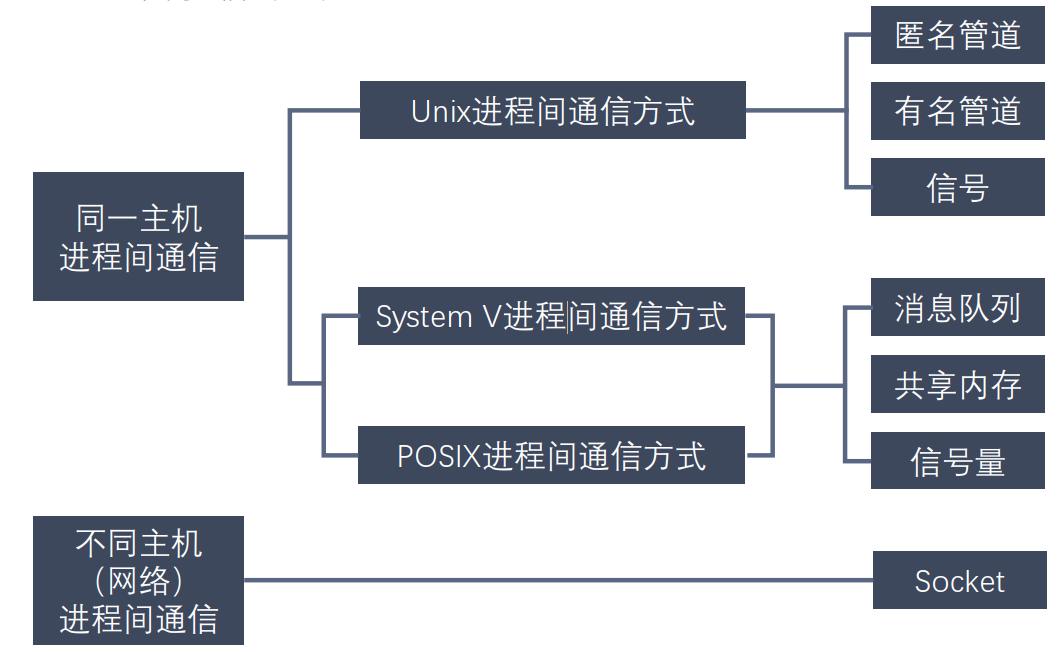 匿名管道
Unix进程间通信方式
有名管道
信号
同一主机
进程间通信
System V进程间通信方式
消息队列
共享内存
POSIX进程间通信方式
信号量
不同主机
（网络）
进程间通信
Socket